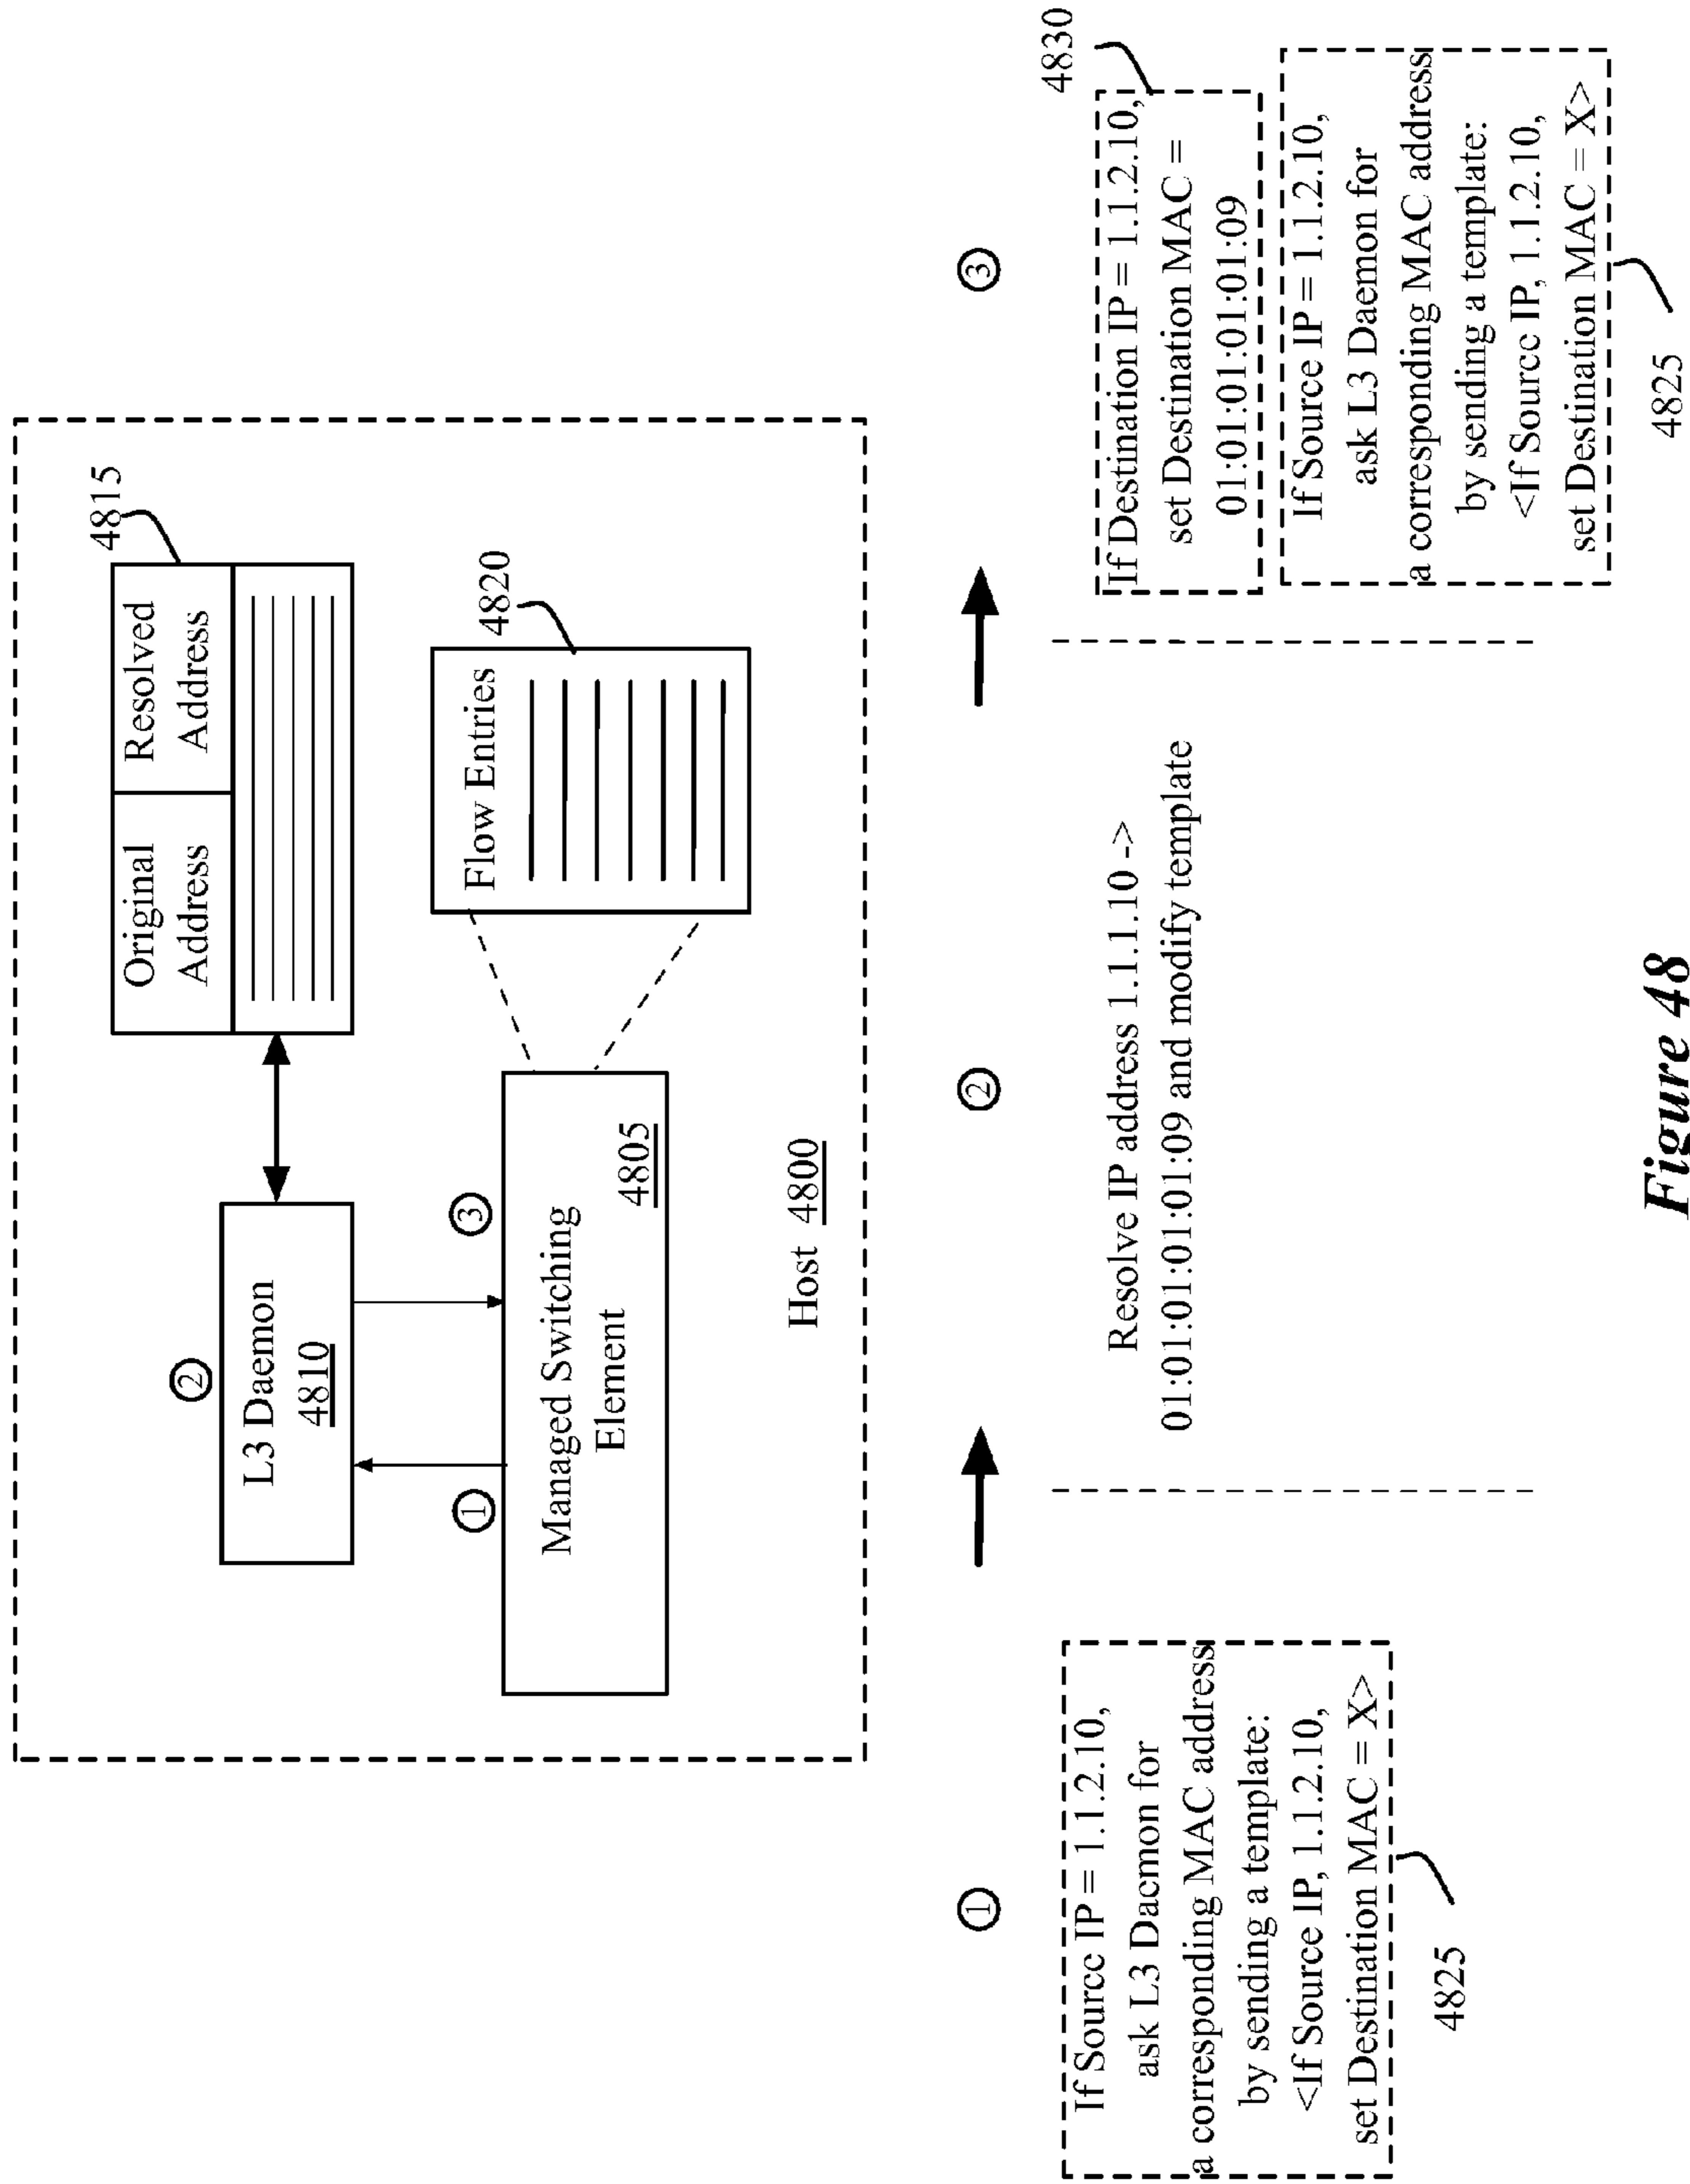 4815
Original
Address
Resolved
Address
②
L3 Daemon
4810
4820
Flow Entries
①
③
Managed Switching
Element
4805
Host 4800
①
②
③
If Source IP = 1.1.2.10,
ask L3 Daemon for
a corresponding MAC address
by sending a template:
<If Source IP, 1.1.2.10,
set Destination MAC = X>
4825
Resolve IP address 1.1.1.10 ->
01:01:01:01:01:09 and modify template
4830
If Destination IP = 1.1.2.10,
set Destination MAC =
01:01:01:01:01:09
If Source IP = 1.1.2.10,
ask L3 Daemon for
a corresponding MAC address
by sending a template:
<If Source IP, 1.1.2.10,
set Destination MAC = X>
4825
Figure 48